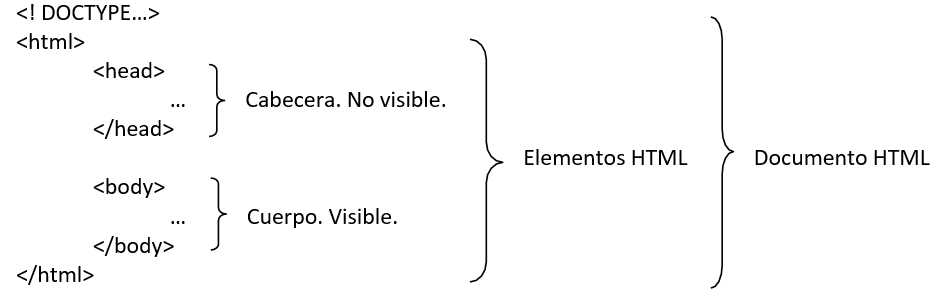 <! DOCTYPE...>
<html>
<head>
... Cabecera. No visible.
</head>
Elementos HTML Documento HTML
<body>
... Cuerpo. Visible.
</body>
</html>